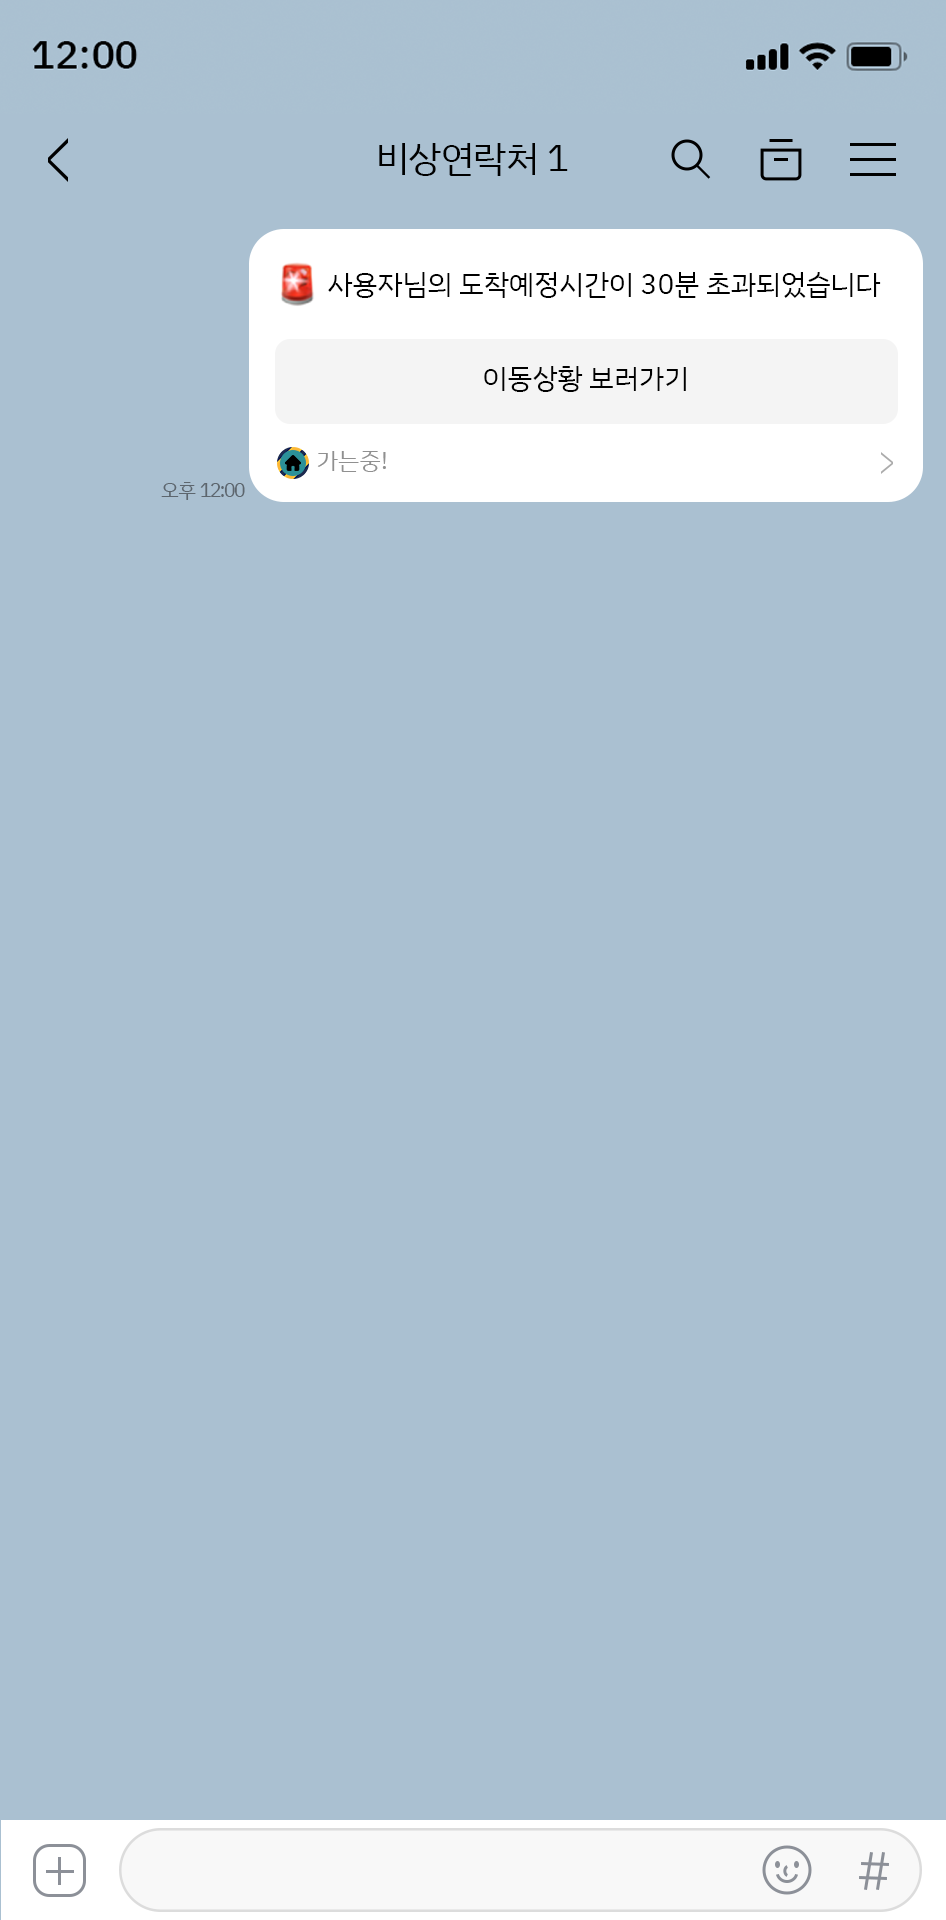 12:00
비상연락처 1
사용자님의 도착예정시간이 30분 초과되었습니다
이동상황 보러가기
가는중!
오후 12:00
#